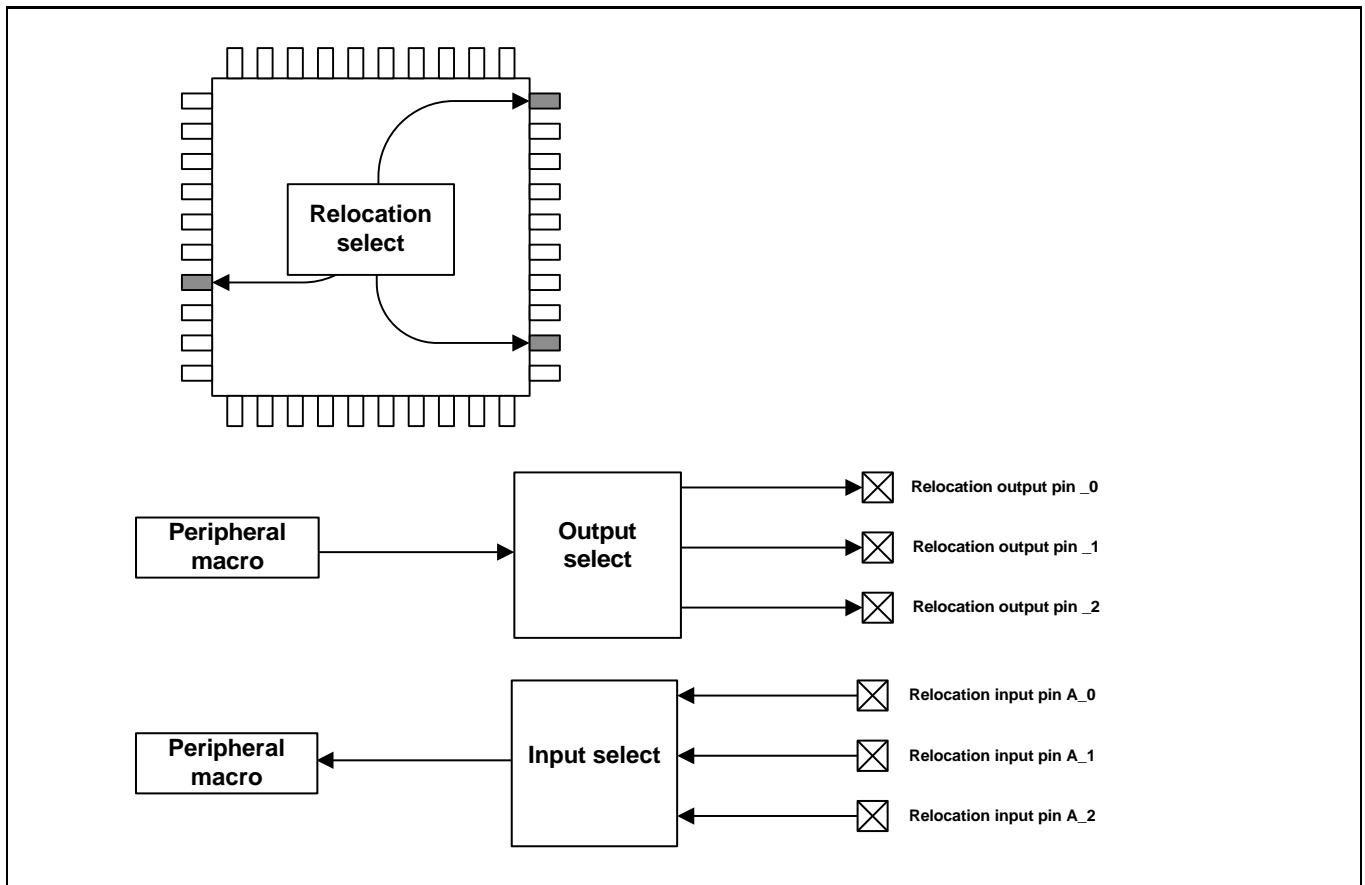 Relocation
select
Peripheral
macro
Output
select
Relocation output pin _0
Relocation output pin _1
Relocation output pin _2
Peripheral
macro
Input select
Relocation input pin A_0
Relocation input pin A_1
Relocation input pin A_2